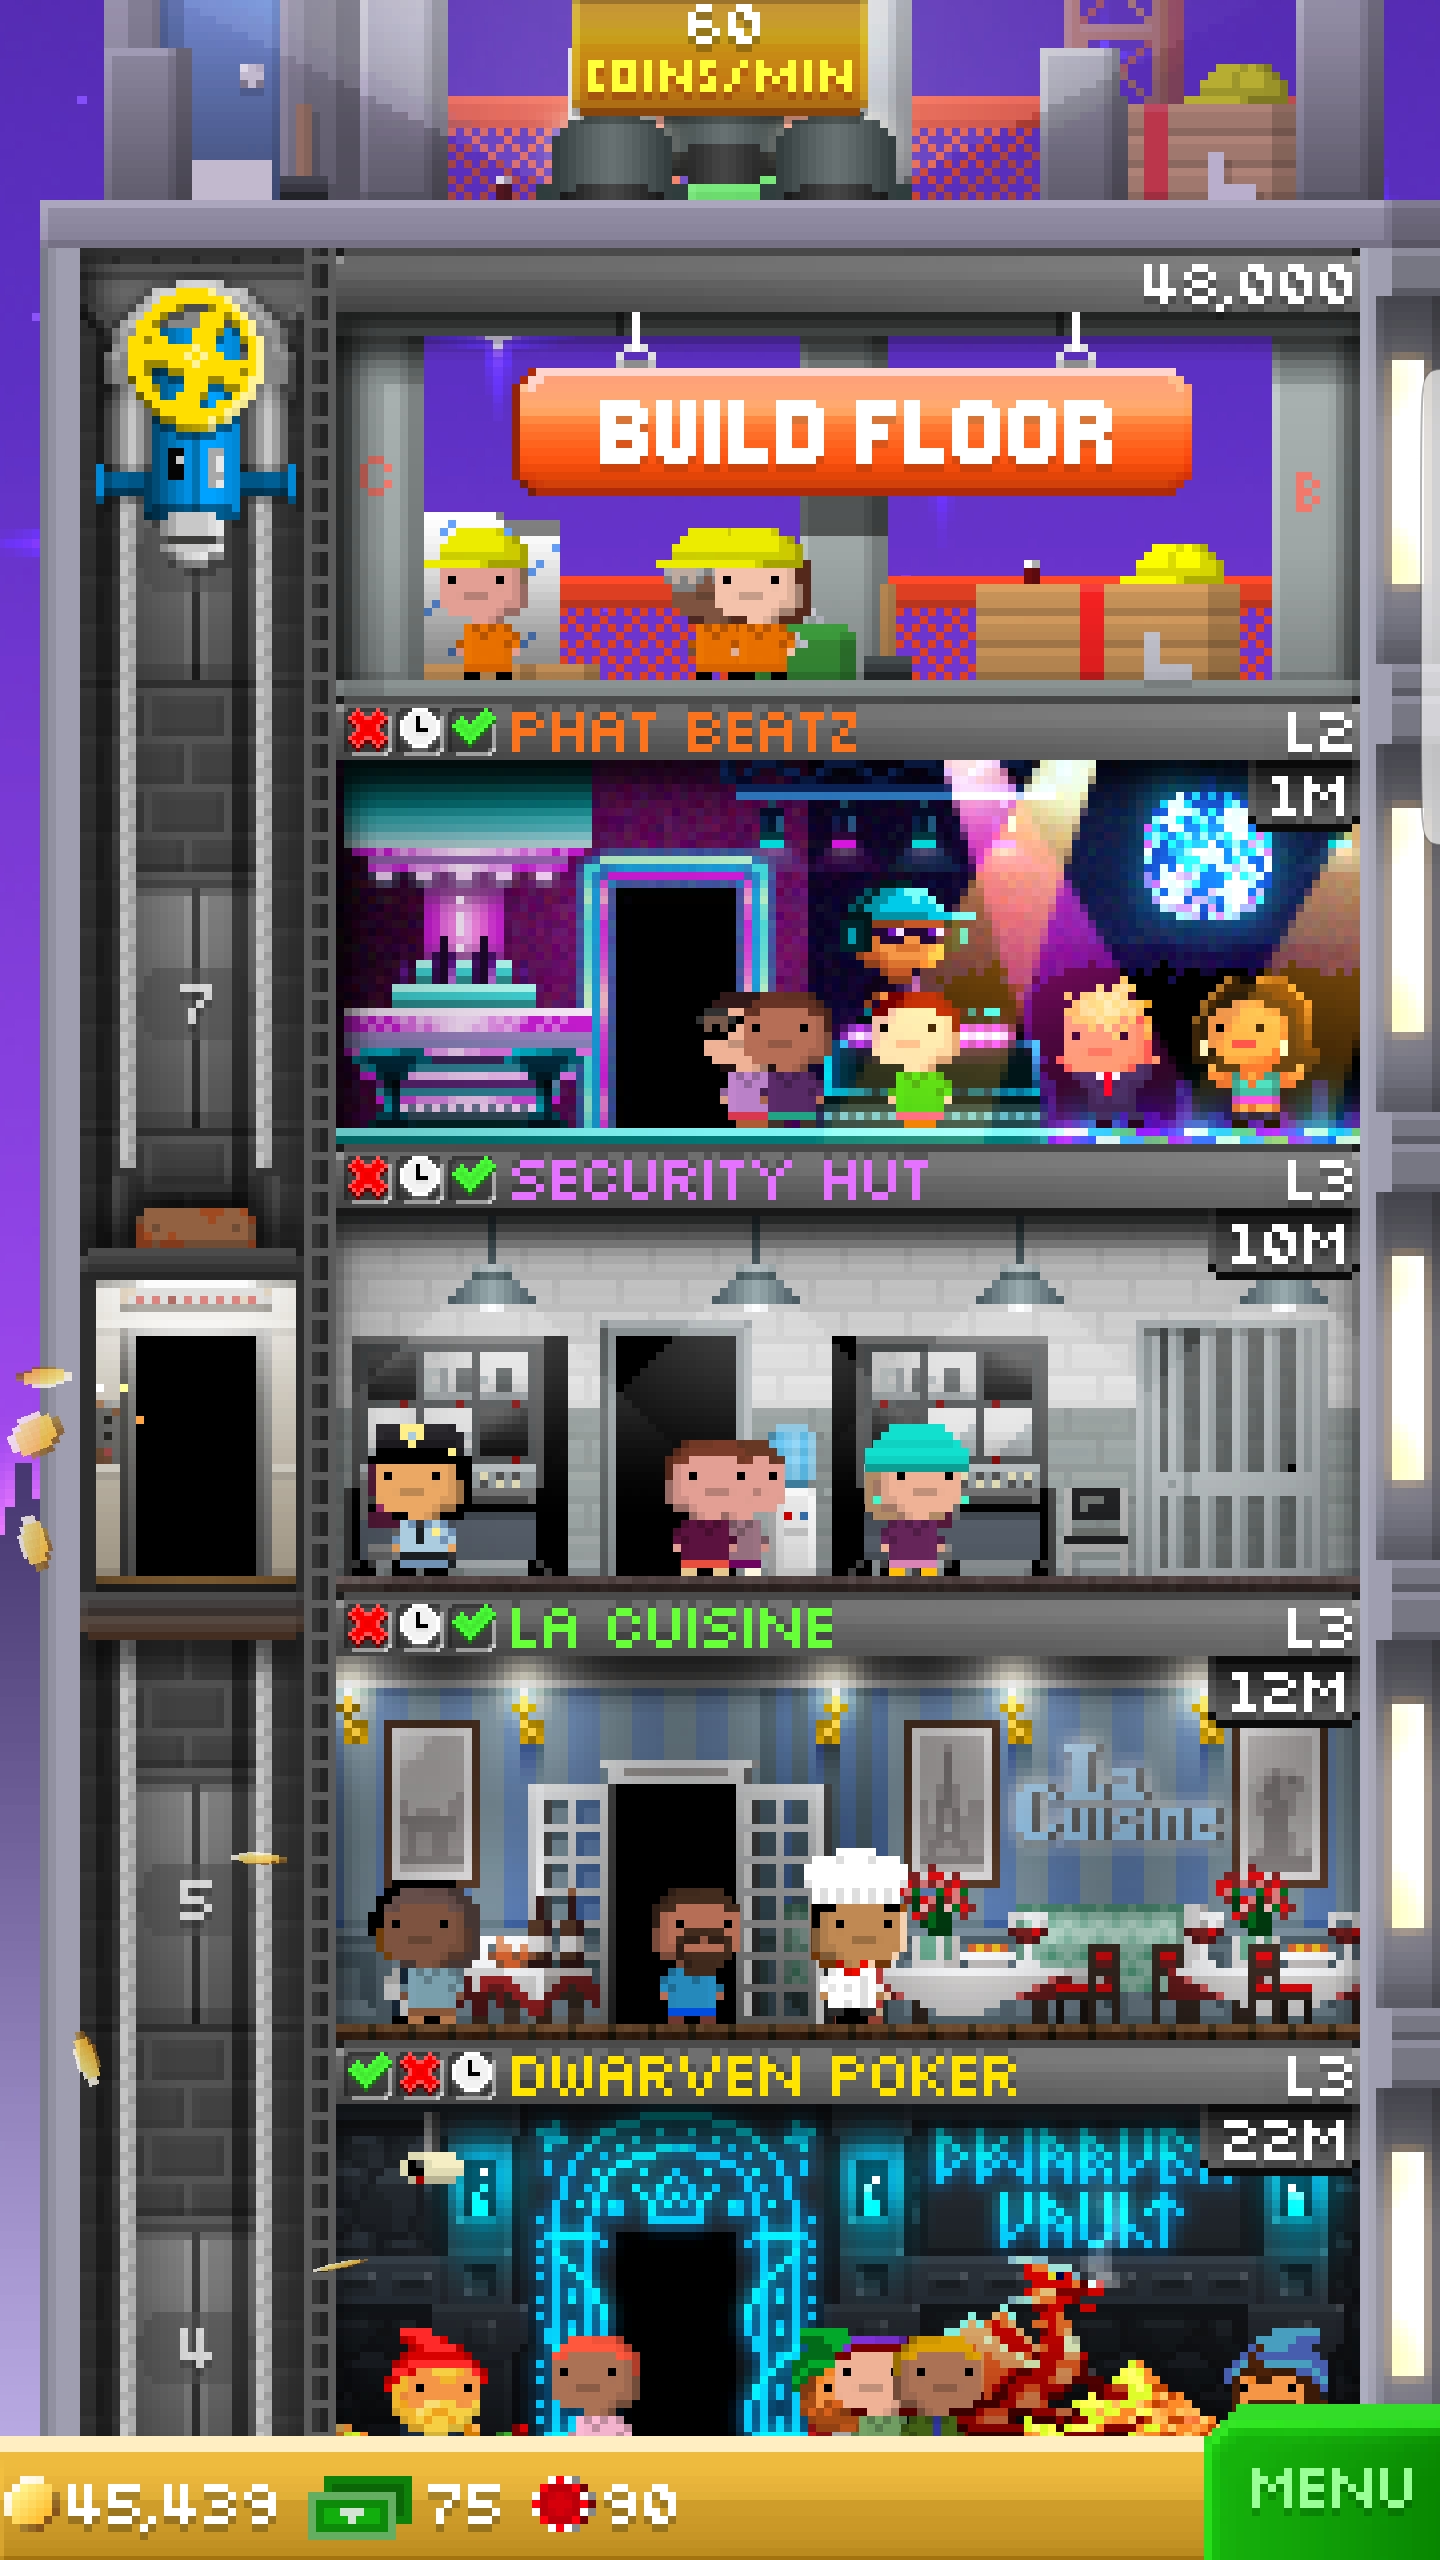 60
COINS/MIN
48,000
BUILD FLOOR
C
B
PHAT BEATZ
L2
1M
7
SECURITY HUT
L3
10M
LA CUISINE
L3
12M
La
Cuisine
5
DWARVEN POKER
L3
22M
VAULT
4
45,439
75
90
MENU